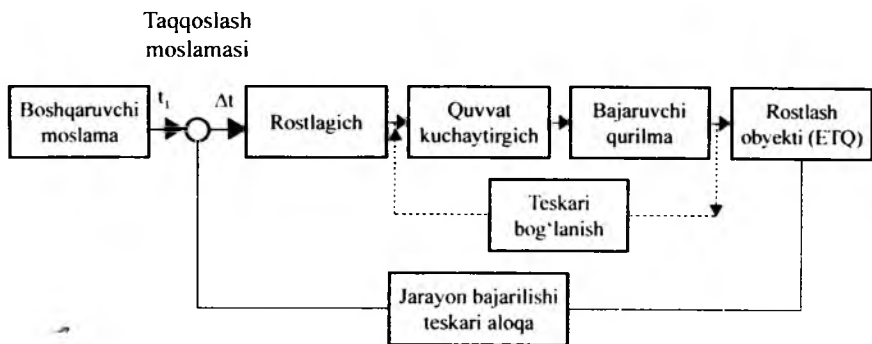 Taqqoslash
moslamasi
Boshqaruvchi
moslama
t₁
Δt
Rostlagich
Quvvat
kuchaytirgich
Bajaruvchi
qurilma
Rostlash
obyekti (ETQ)
Teskari
bog‘lanish
Jarayon bajarilishi
teskari aloqa